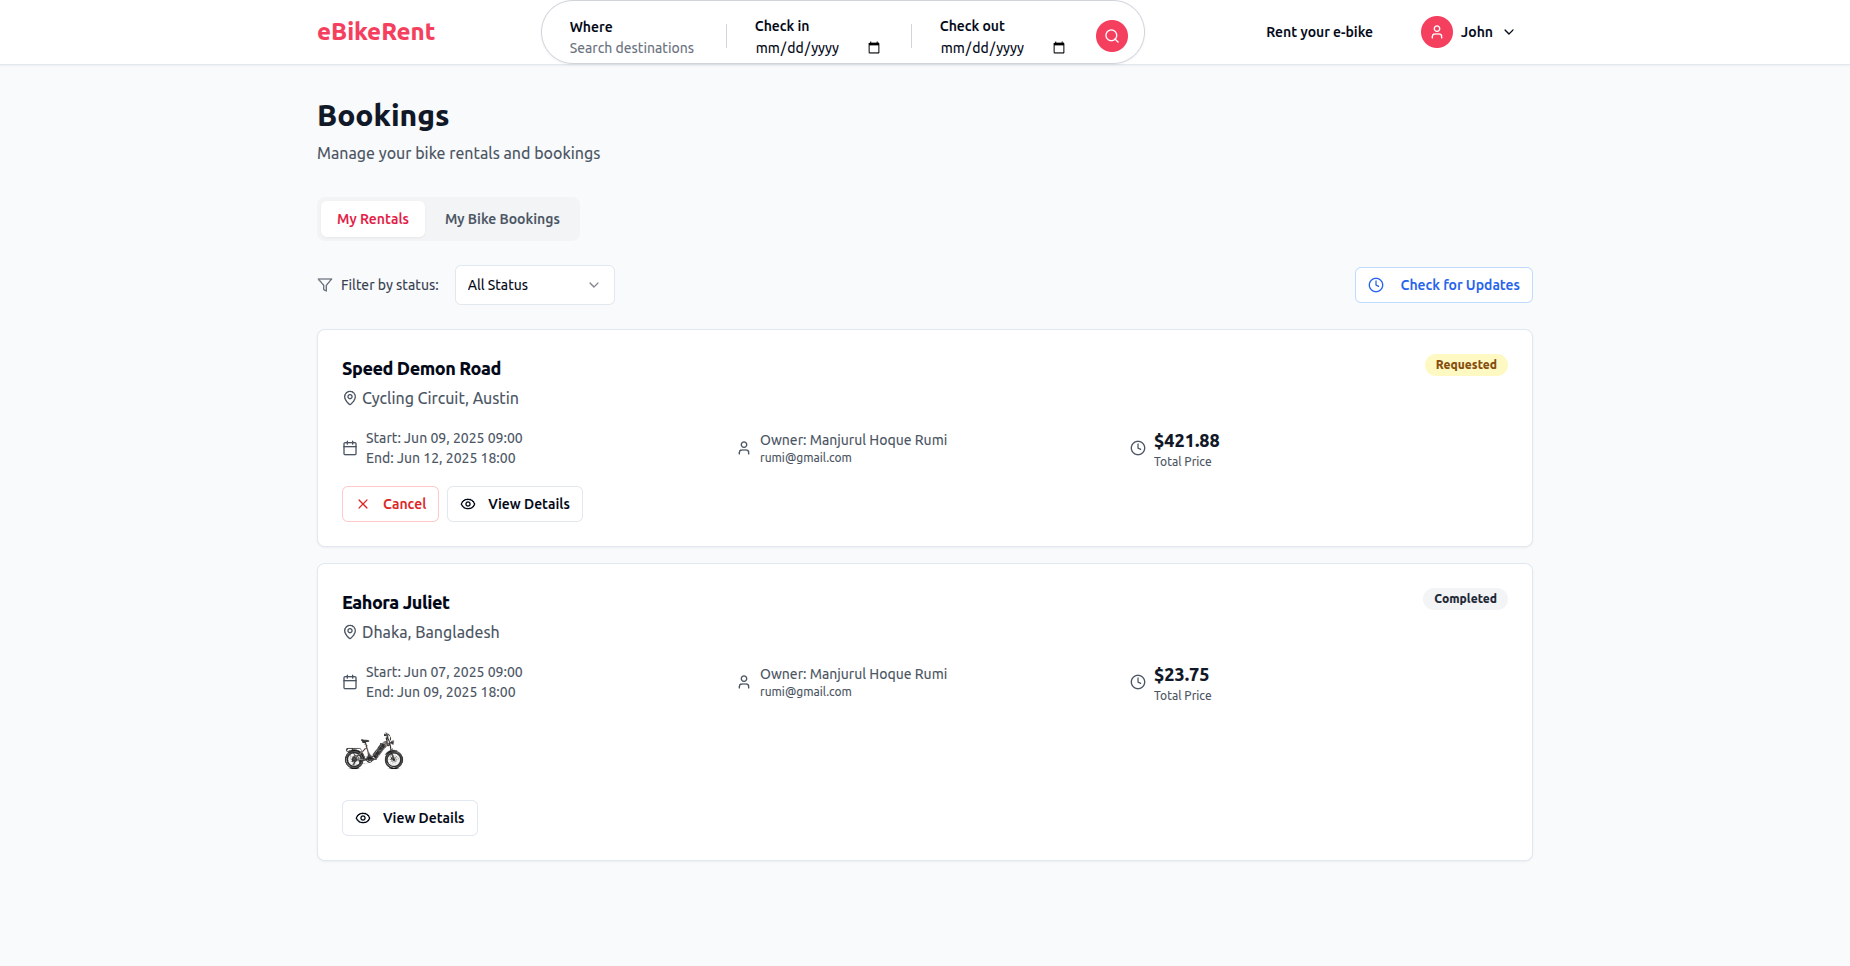 eBikeRent
Where
Search destinations
Check in
mm/dd/yyyy
Check out
mm/dd/yyyy
Rent your e-bike
John
Bookings
Manage your bike rentals and bookings
My Rentals
My Bike Bookings
Filter by status:
All Status
Check for Updates
Speed Demon Road
Requested
Cycling Circuit, Austin
Start: Jun 09, 2025 09:00
End: Jun 12, 2025 18:00
Owner: Manjurul Hoque Rumi
rumi@gmail.com
$421.88
Total Price
Cancel
View Details
Eahora Juliet
Completed
Dhaka, Bangladesh
Start: Jun 07, 2025 09:00
End: Jun 09, 2025 18:00
Owner: Manjurul Hoque Rumi
rumi@gmail.com
$23.75
Total Price
View Details